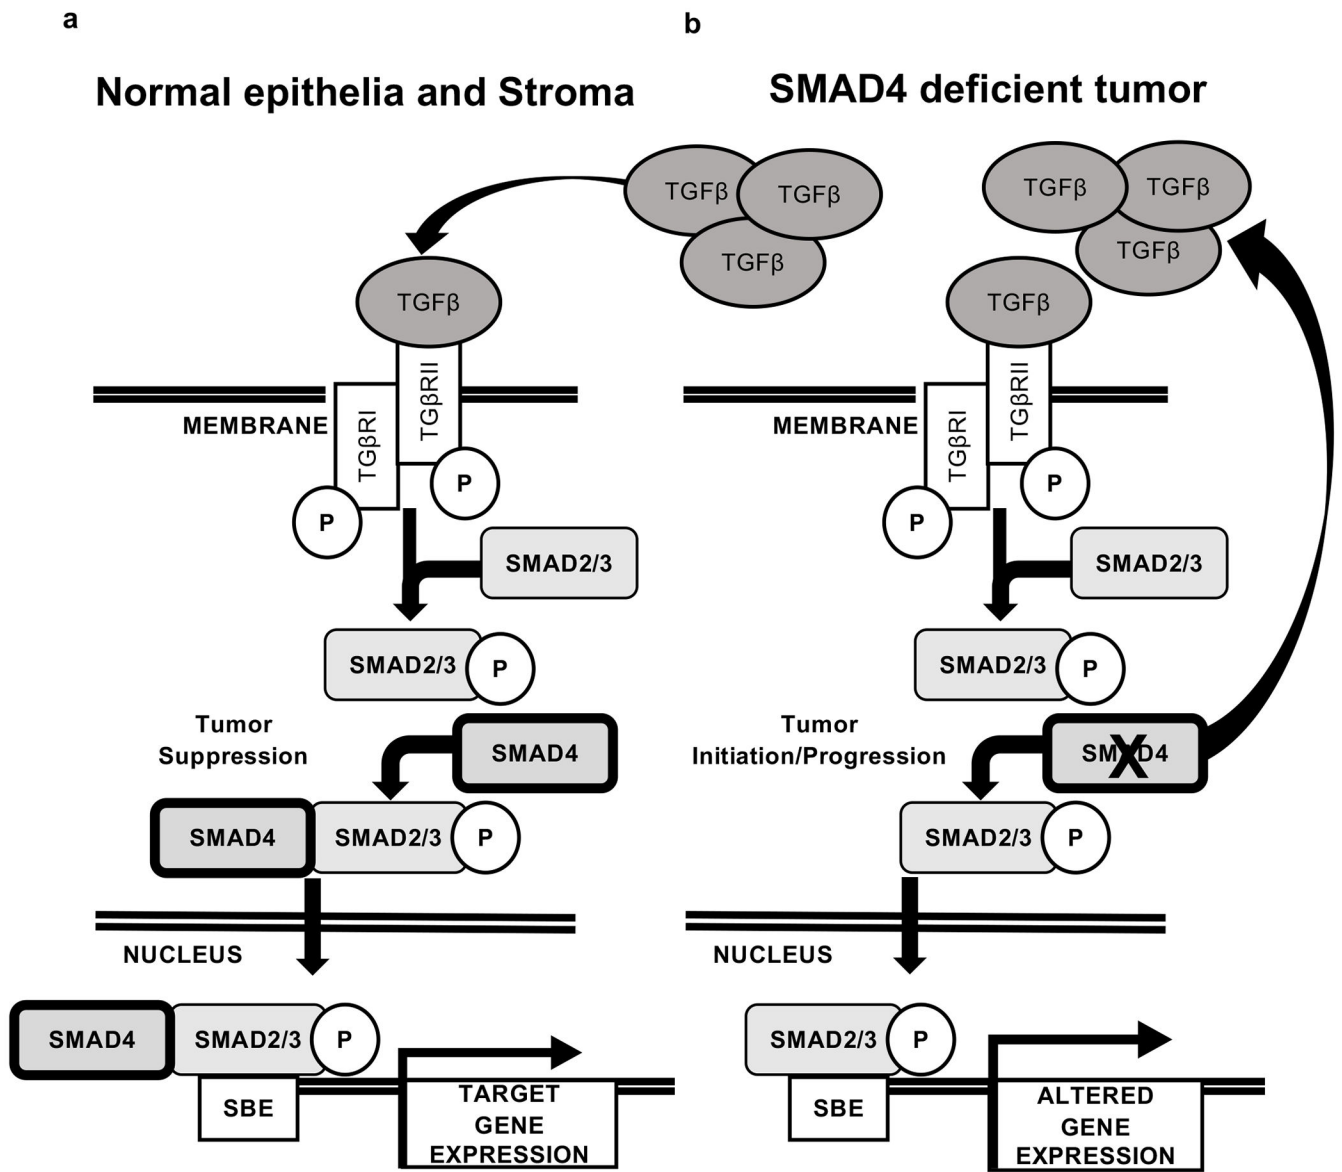 a
Normal epithelia and Stroma
TGFβ
TGFβ
TGFβ
TGFβ
MEMBRANE
TGβRI
TGβRII
P
P
SMAD2/3
SMAD2/3
P
Tumor
Suppression
SMAD4
SMAD4
SMAD2/3
P
NUCLEUS
SMAD4
SMAD2/3
P
SBE
TARGET
GENE
EXPRESSION
b
SMAD4 deficient tumor
TGFβ
TGFβ
TGFβ
TGFβ
MEMBRANE
TGβRI
TGβRII
P
P
SMAD2/3
SMAD2/3
P
Tumor
Initiation/Progression
SMAD4
X
SMAD2/3
P
NUCLEUS
SMAD2/3
P
SBE
ALTERED
GENE
EXPRESSION